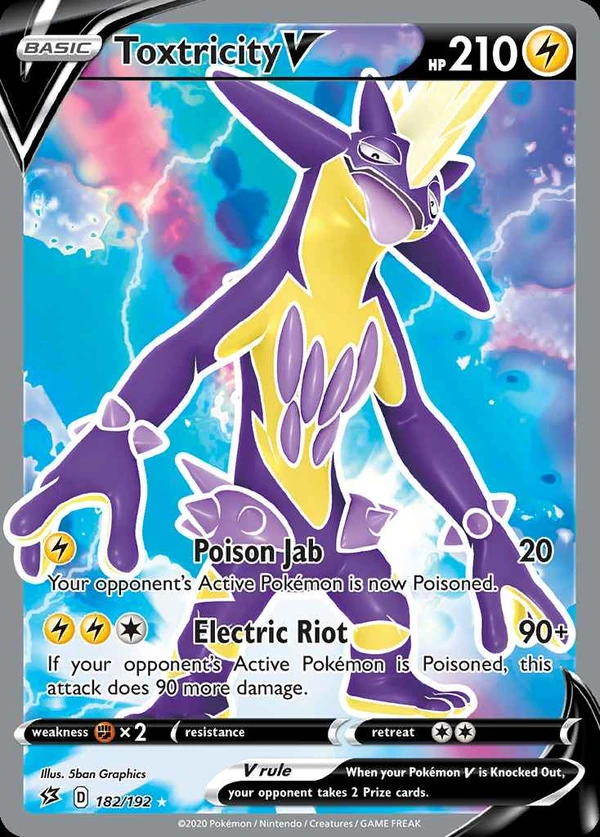 BASIC Toxtricity V HP 210
Poison Jab 20
Your opponent's Active Pokémon is now Poisoned.
Electric Riot 90+
If your opponent's Active Pokémon is Poisoned, this
attack does 90 more damage.
weakness ×2 resistance retreat
Illus. 5ban Graphics
D 182/192
V rule When your Pokémon V is Knocked Out,
your opponent takes 2 Prize cards.
©2020 Pokémon / Nintendo / Creatures / GAME FREAK